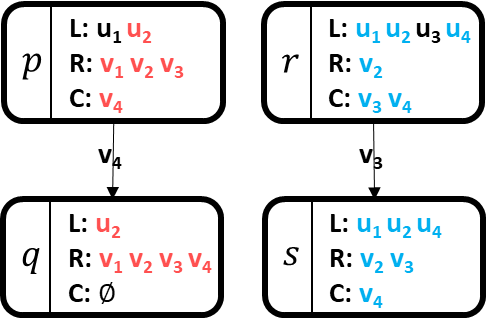 p
L: u₁ u₂
R: v₁ v₂ v₃
C: v₄
r
L: u₁ u₂ u₃ u₄
R: v₂
C: v₃ v₄
v₄
v₃
q
L: u₂
R: v₁ v₂ v₃ v₄
C: ∅
s
L: u₁ u₂ u₄
R: v₂ v₃
C: v₄